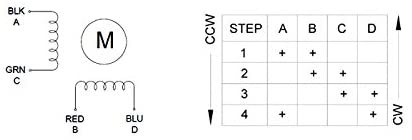 BLK
A
GRN
C
M
RED
B
BLU
D
CCW
STEP A B C D
1 + +
2 + +
3 + +
4 + +
CW